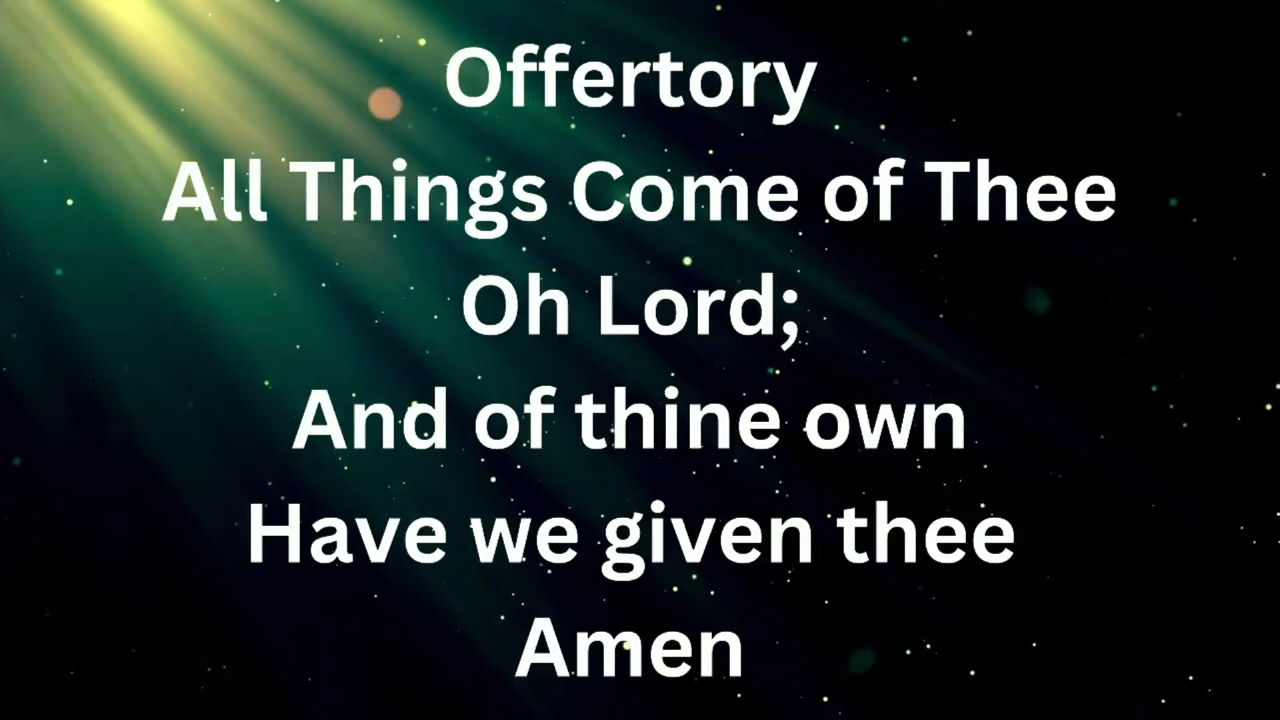 Offertory
All Things Come of Thee
Oh Lord;
And of thine own
Have we given thee
Amen